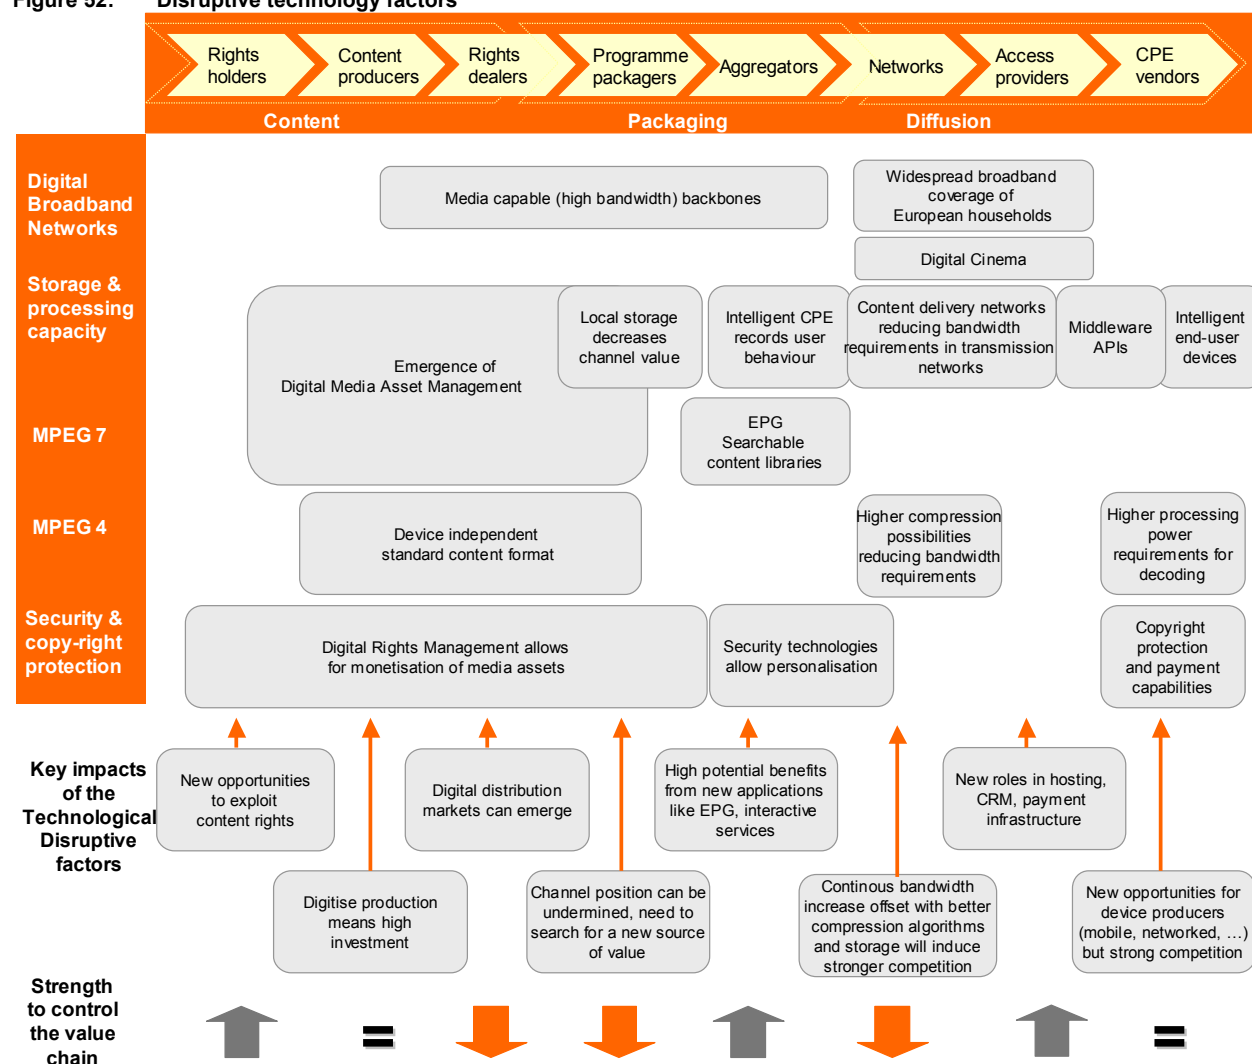 Figure 52: Disruptive technology factors
Rights
holders
Content
producers
Rights
dealers
Programme
packagers
Aggregators
Networks
Access
providers
CPE
vendors
Content
Packaging
Diffusion
Digital
Broadband
Networks
Media capable (high bandwidth) backbones
Widespread broadband
coverage of
European households
Digital Cinema
Storage &
processing
capacity
Emergence of
Digital Media Asset Management
Local storage
decreases
channel value
Intelligent CPE
records user
behaviour
Content delivery networks
reducing bandwidth
requirements in transmission
networks
Middleware
APIs
Intelligent
end-user
devices
MPEG 7
EPG
Searchable
content libraries
MPEG 4
Device independent
standard content format
Higher compression
possibilities
reducing bandwidth
requirements
Higher processing
power
requirements for
decoding
Security &
copy-right
protection
Digital Rights Management allows
for monetisation of media assets
Security technologies
allow personalisation
Copyright
protection
and payment
capabilities
Key impacts
of the
Technological
Disruptive
factors
New opportunities
to exploit
content rights
Digital distribution
markets can emerge
High potential benefits
from new applications
like EPG, interactive
services
New roles in hosting,
CRM, payment
infrastructure
Digitise production
means high
investment
Channel position can be
undermined, need to
search for a new source
of value
Continous bandwidth
increase offset with better
compression algorithms
and storage will induce
stronger competition
New opportunities for
device producers
(mobile, networked, ...)
but strong competition
Strength
to control
the value
chain
=
=